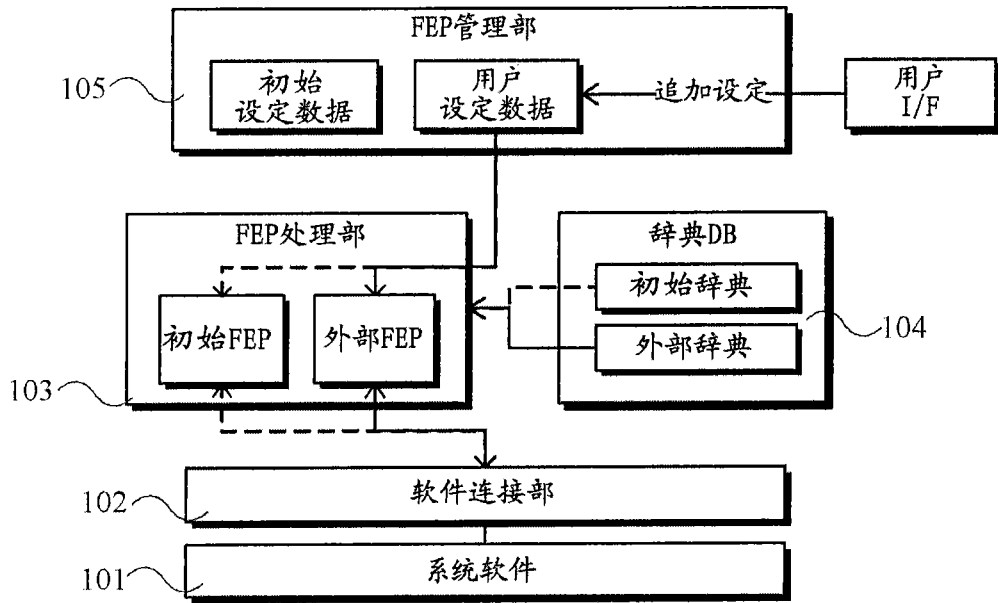 FEP管理部
105
初始
设定数据
用户
设定数据
追加设定
用户
I/F
FEP处理部
初始FEP
外部FEP
103
辞典DB
初始辞典
外部辞典
104
软件连接部
102
系统软件
101